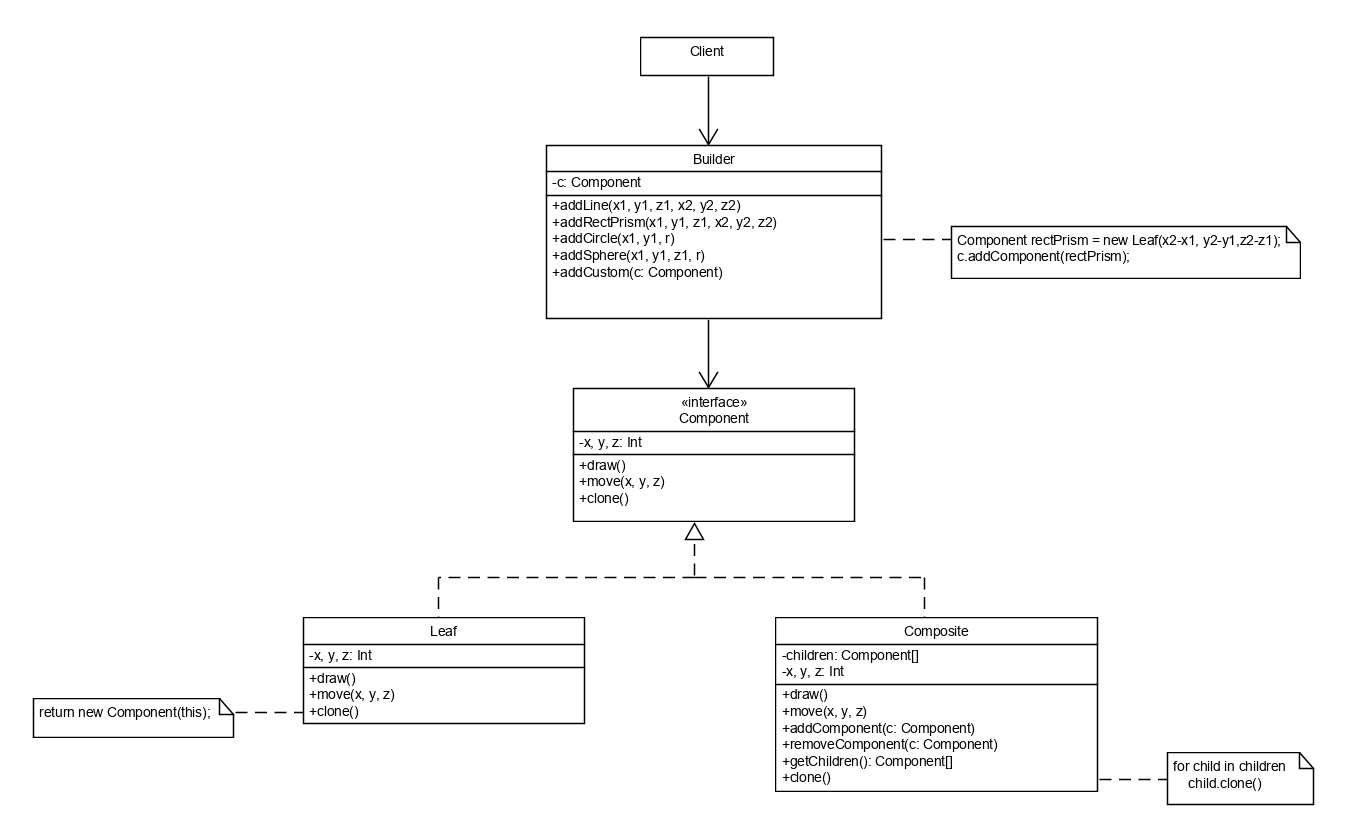 Client
Builder
-c: Component
+addLine(x1, y1, z1, x2, y2, z2)
+addRectPrism(x1, y1, z1, x2, y2, z2)
+addCircle(x1, y1, r)
+addSphere(x1, y1, z1, r)
+addCustom(c: Component)
Component rectPrism = new Leaf(x2-x1, y2-y1,z2-z1);
c.addComponent(rectPrism);
«interface»
Component
-x, y, z: Int
+draw()
+move(x, y, z)
+clone()
Leaf
-x, y, z: Int
+draw()
+move(x, y, z)
+clone()
return new Component(this);
Composite
-children: Component[]
-x, y, z: Int
+draw()
+move(x, y, z)
+addComponent(c: Component)
+removeComponent(c: Component)
+getChildren(): Component[]
+clone()
for child in children
child.clone()